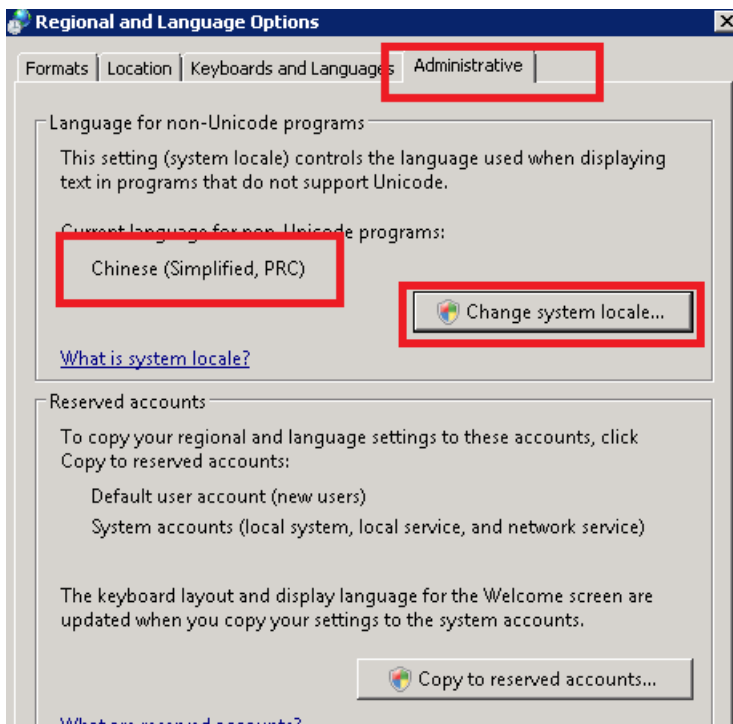 Regional and Language Options
Formats
Location
Keyboards and Languages
Administrative
Language for non-Unicode programs
This setting (system locale) controls the language used when displaying
text in programs that do not support Unicode.
Current language for non-Unicode programs:
Chinese (Simplified, PRC)
Change system locale...
What is system locale?
Reserved accounts
To copy your regional and language settings to these accounts, click
Copy to reserved accounts:
Default user account (new users)
System accounts (local system, local service, and network service)
The keyboard layout and display language for the Welcome screen are
updated when you copy your settings to the system accounts.
Copy to reserved accounts...
What are reserved accounts?